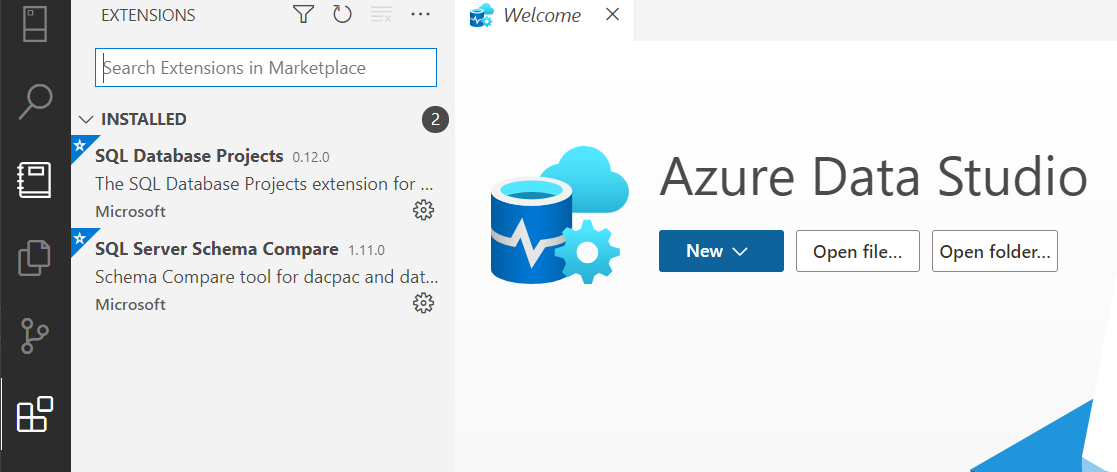 EXTENSIONS
Search Extensions in Marketplace
INSTALLED
2
SQL Database Projects 0.12.0
The SQL Database Projects extension for ...
Microsoft
SQL Server Schema Compare 1.11.0
Schema Compare tool for dacpac and dat...
Microsoft
Welcome
Azure Data Studio
New
Open file...
Open folder...